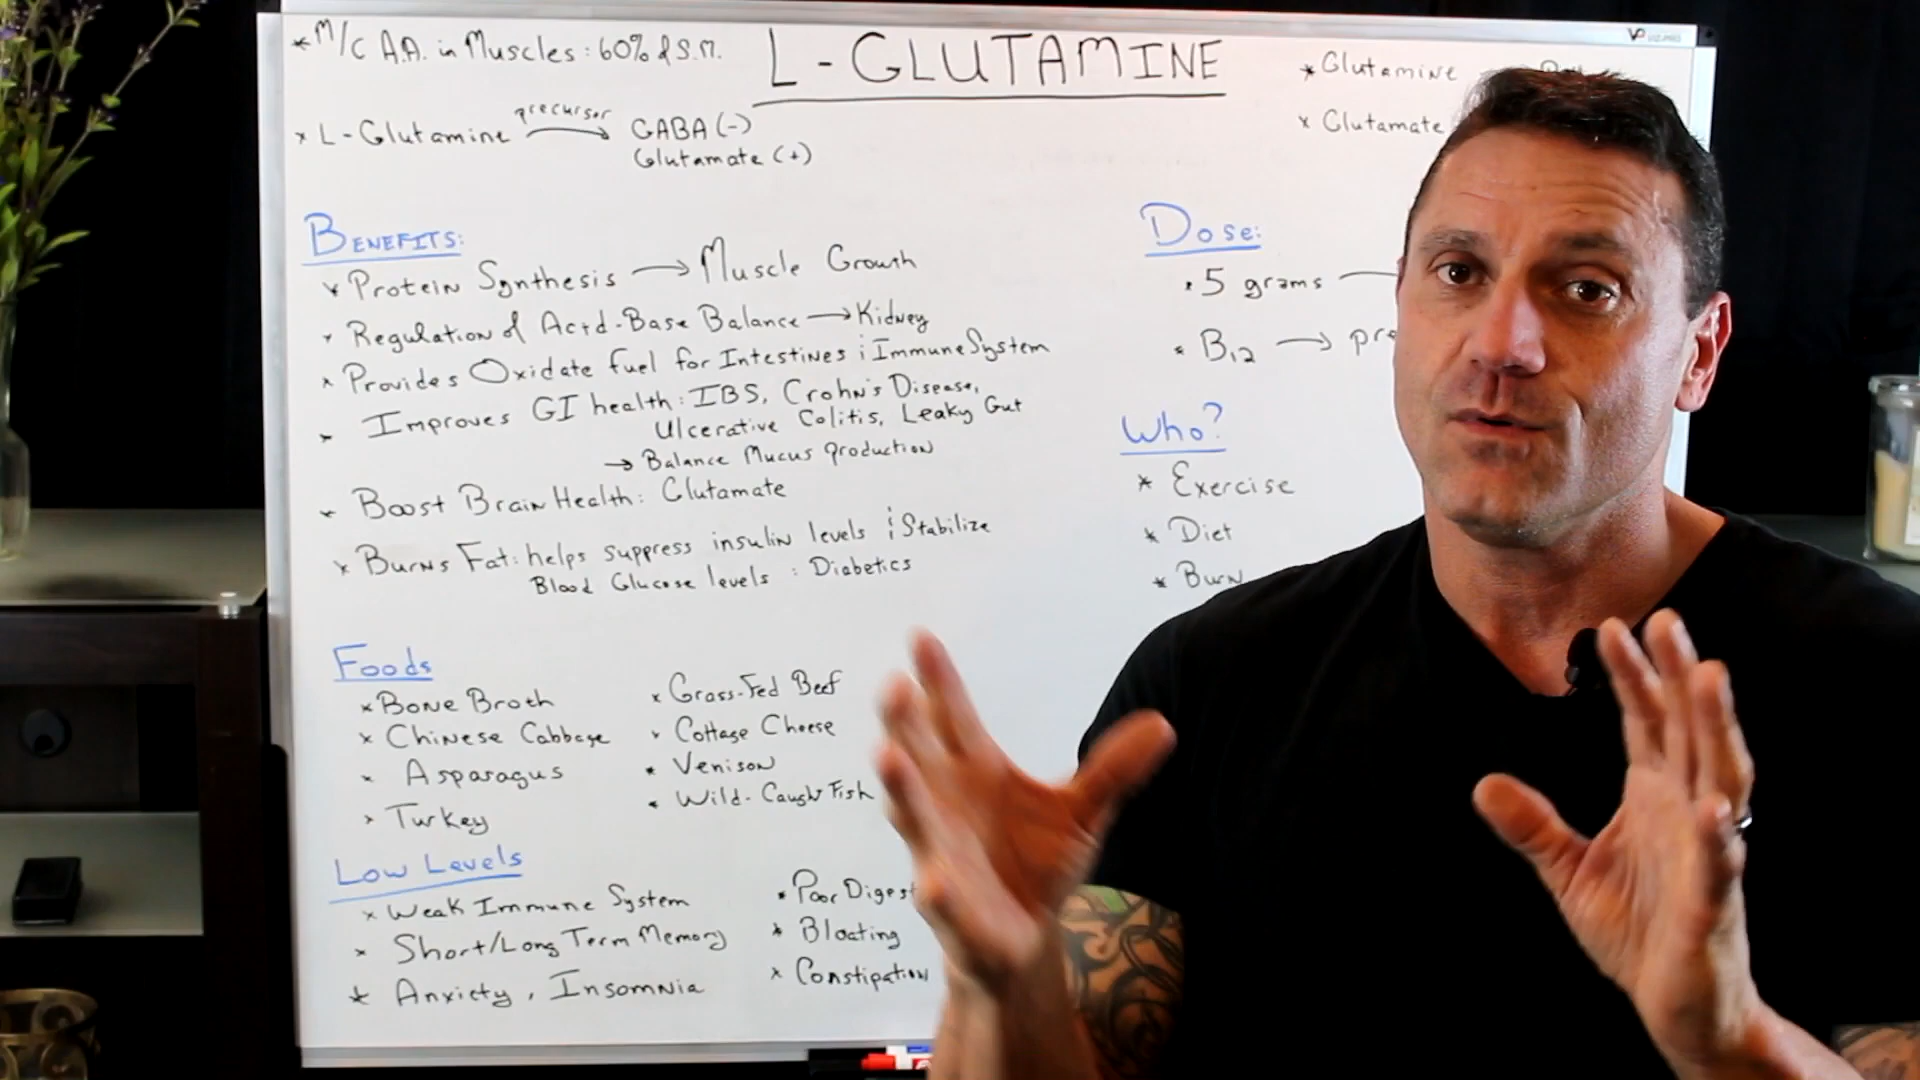 L-GLUTAMINE
* M/C A.A. in Muscles: 60% of S.M.
* L-Glutamine precursor → GABA (-)
Glutamate (+)
* Glutamine
* Glutamate
BENEFITS:
* Protein Synthesis → Muscle Growth
* Regulation of Acid-Base Balance → Kidney
* Provides Oxidate fuel for Intestines & Immune System
* Improves GI health: IBS, Crohn's Disease,
Ulcerative Colitis, Leaky Gut
→ Balance Mucus production
* Boost Brain Health: Glutamate
* Burns Fat: helps suppress insulin levels & Stabilize
Blood Glucose levels : Diabetics
Foods
* Bone Broth
* Chinese Cabbage
* Asparagus
* Turkey
* Grass-Fed Beef
* Cottage Cheese
* Venison
* Wild-Caught Fish
Low Levels
* Weak Immune System
* Short/Long Term Memory
* Anxiety, Insomnia
* Poor Digest
* Bloating
* Constipation
Dose:
* 5 grams
* B12 → pre
Who?
* Exercise
* Diet
* Burn